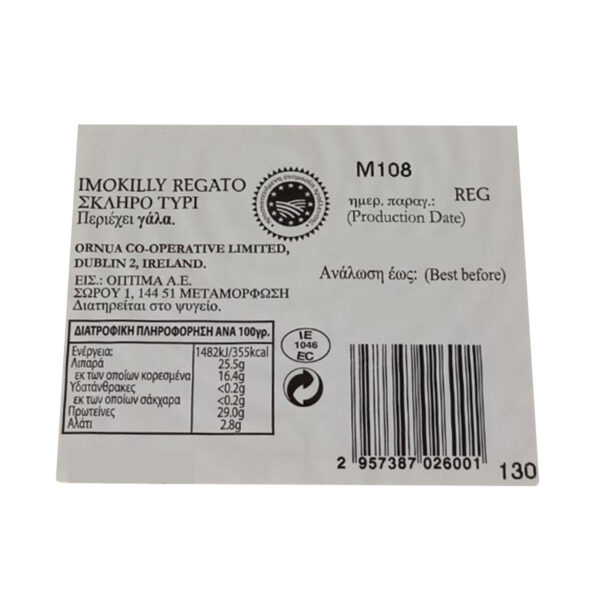 IMOKILLY REGATO
ΣΚΛΗΡΟ ΤΥΡΙ
Περιέχει γάλα.
ORNUA CO-OPERATIVE LIMITED,
DUBLIN 2, IRELAND.
ΕΙΣ.: ΟΠΤΙΜΑ Α.Ε.
ΣΩΡΟΥ 1, 144 51 ΜΕΤΑΜΟΡΦΩΣΗ
Διατηρείται στο ψυγείο.
M108
ημερ. παραγ.: REG
(Production Date)
Ανάλωση έως: (Best before)
ΔΙΑΤΡΟΦΙΚΗ ΠΛΗΡΟΦΟΡΗΣΗ ΑΝΑ 100γρ.
Ενέργεια: 1482kJ/355kcal
Λιπαρά 25.5g
εκ των οποίων κορεσμένα 16.4g
Υδατάνθρακες <0.2g
εκ των οποίων σάκχαρα <0.2g
Πρωτεΐνες 29.0g
Αλάτι 2.8g
IE
1046
EC
2 957387 026001
130